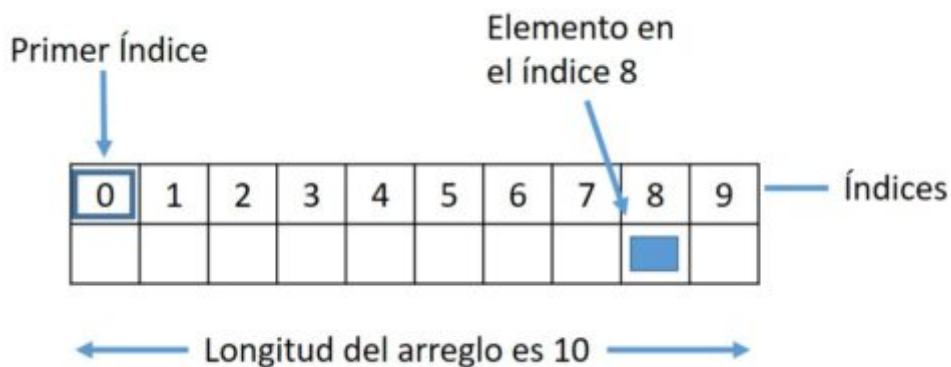 Primer Índice
Elemento en
el índice 8
0 1 2 3 4 5 6 7 8 9
Índices
Longitud del arreglo es 10